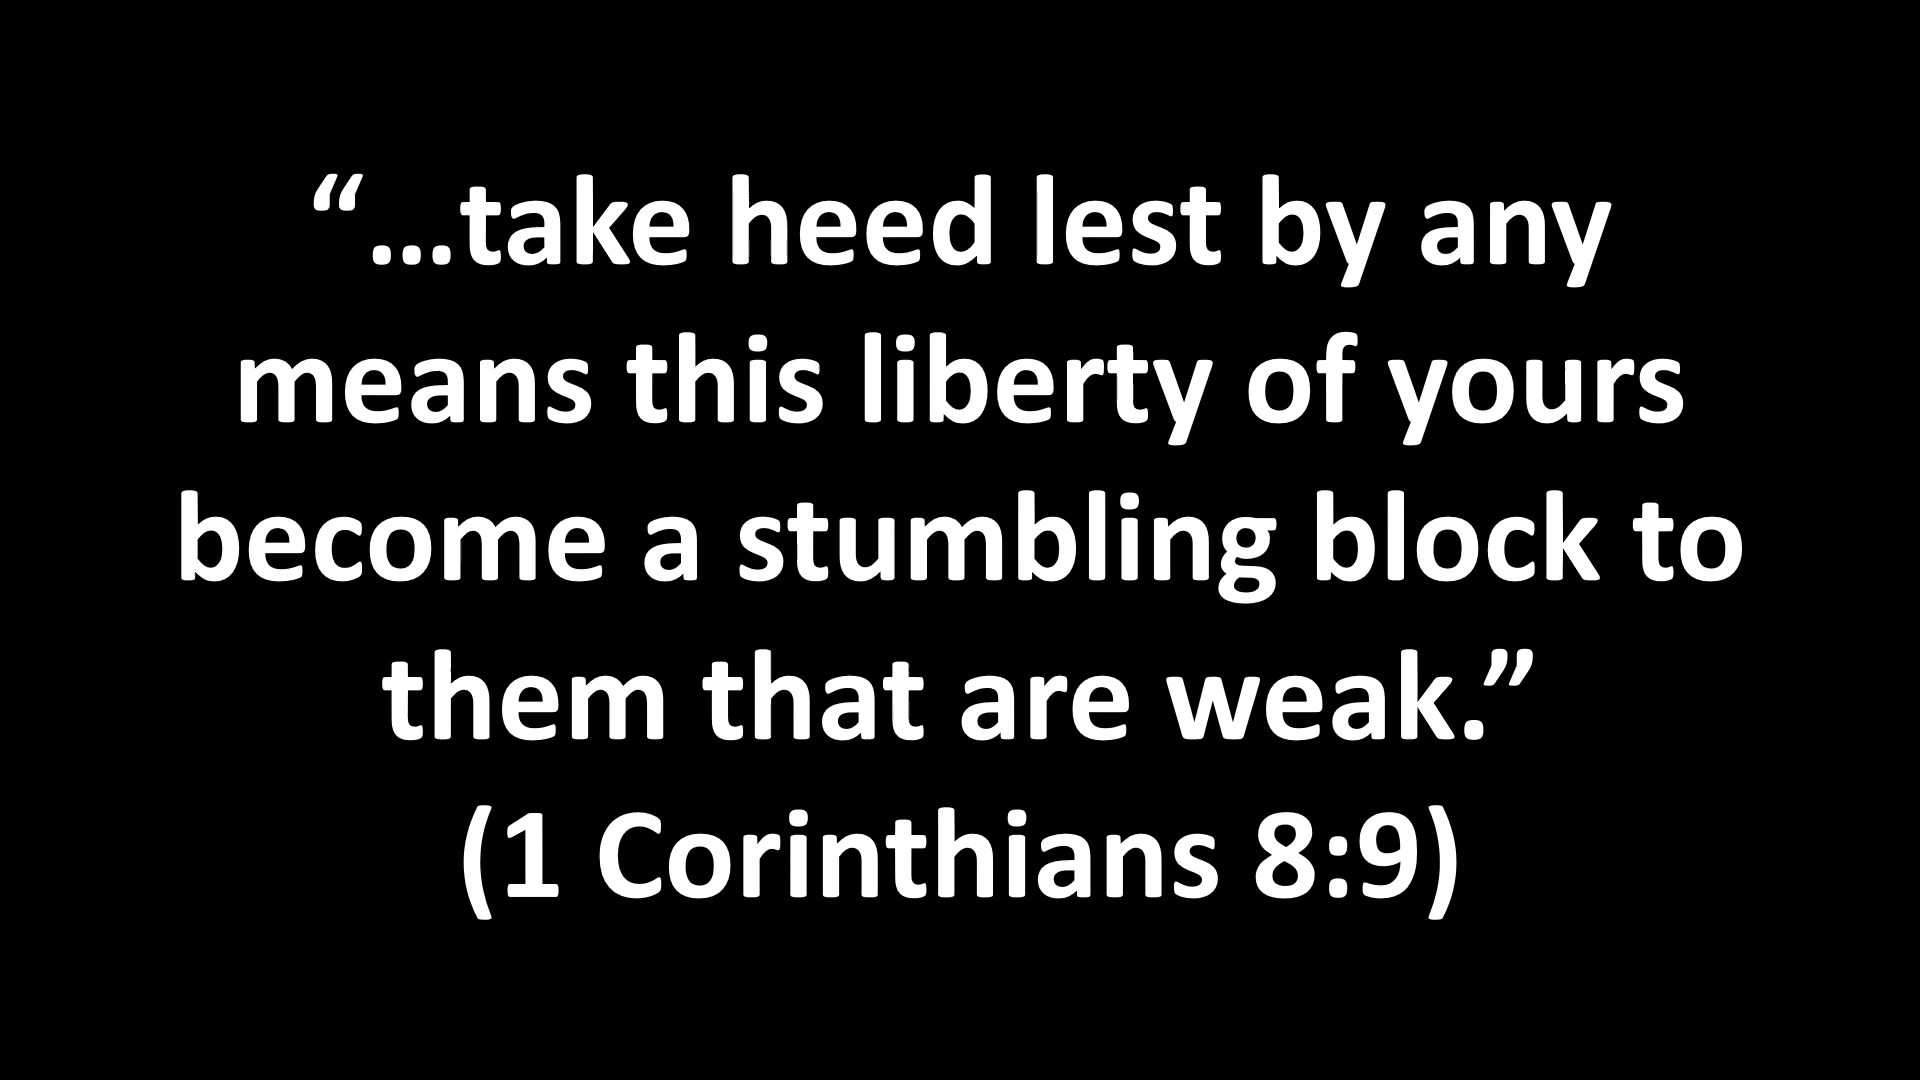 “…take heed lest by any
means this liberty of yours
become a stumbling block to
them that are weak.”
(1 Corinthians 8:9)